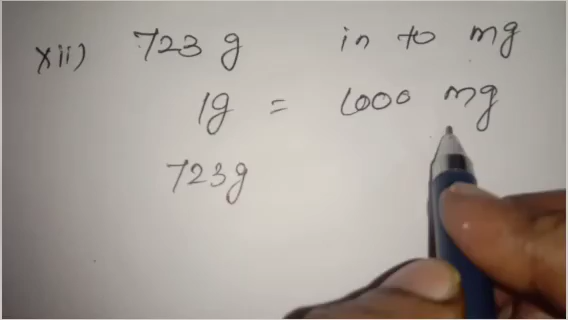 xii) 723 g in to mg
1g = 1000 mg
723g